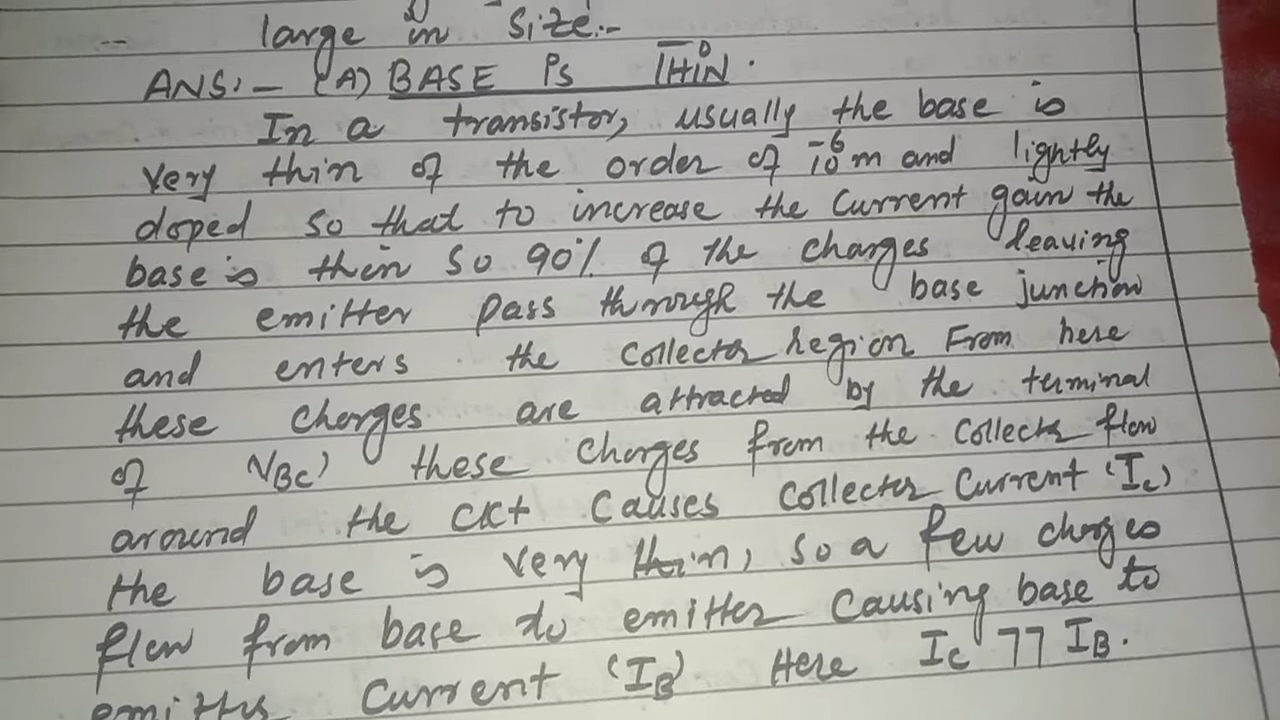 large in size:-
ANS:- (A) BASE is THIN.
In a transistor, usually the base is
very thin of the order of 10⁻⁶m and lightly
doped so that to increase the current gain the
base is thin so 90% of the charges leaving
the emitter pass through the base junction
and enters the collector region From here
these charges are attracted by the terminal
of VBC) these charges from the collector flow
around the ckt causes collector current (Ic)
the base is very thin, so a few charges
flow from base to emitter causing base to
emitter current (IB) Here Ic >> IB.